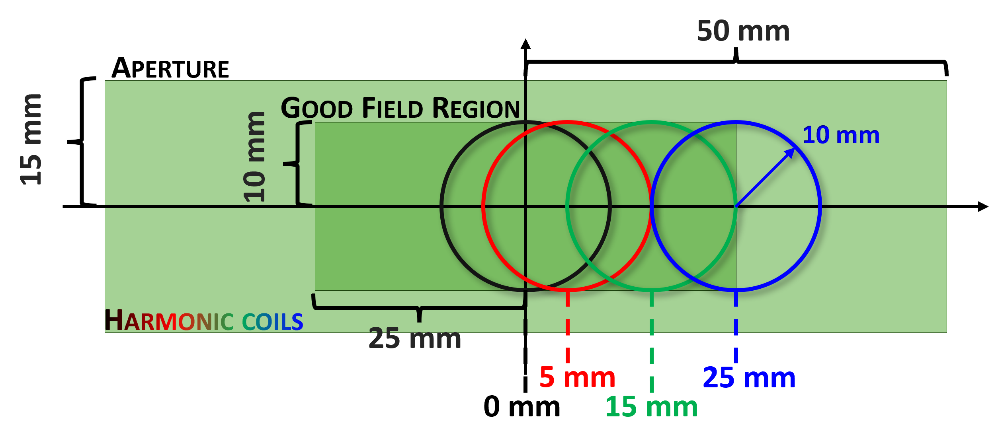 50 mm
APERTURE
15 mm
GOOD FIELD REGION
10 mm
10 mm
HARMONIC COILS
25 mm
5 mm
25 mm
0 mm
15 mm